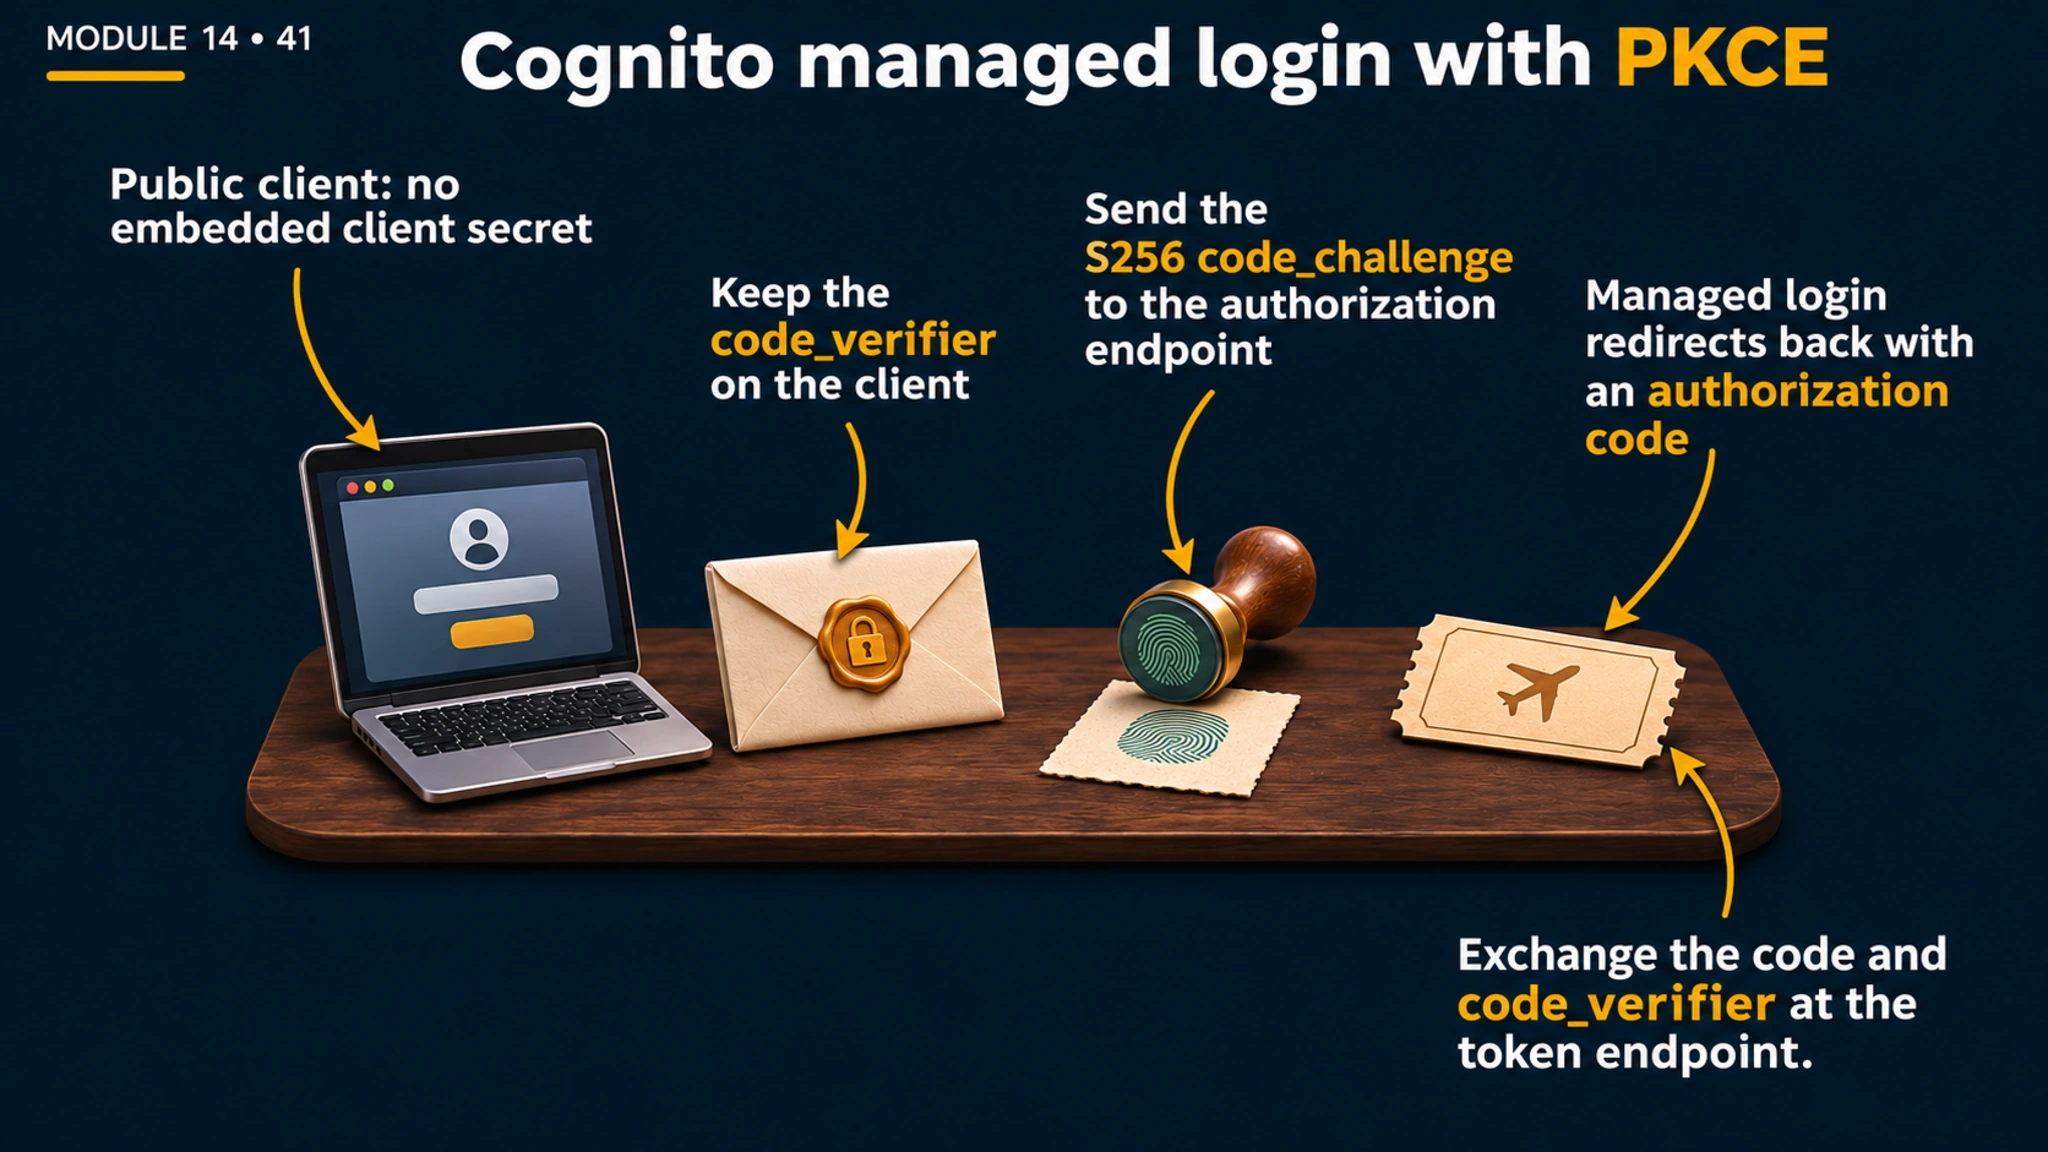 MODULE 14 • 41
Cognito managed login with PKCE
Public client: no
embedded client secret
Keep the
code_verifier
on the client
Send the
S256 code_challenge
to the authorization
endpoint
Managed login
redirects back with
an authorization
code
Exchange the code and
code_verifier at the
token endpoint.